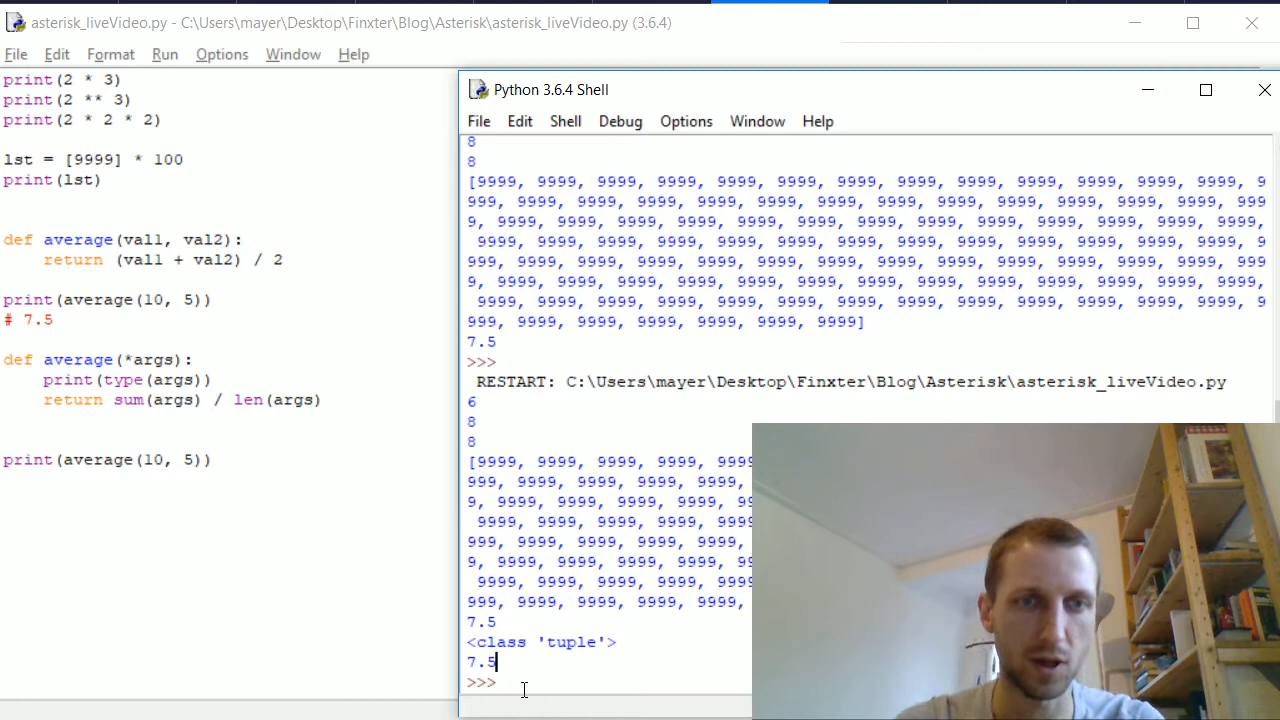 asterisk_liveVideo.py - C:\Users\mayer\Desktop\Finxter\Blog\Asterisk\asterisk_liveVideo.py (3.6.4)
File Edit Format Run Options Window Help
print(2 * 3)
print(2 ** 3)
print(2 * 2 * 2)
lst = [9999] * 100
print(lst)
def average(val1, val2):
    return (val1 + val2) / 2
print(average(10, 5))
# 7.5
def average(*args):
    print(type(args))
    return sum(args) / len(args)
print(average(10, 5))
Python 3.6.4 Shell
File Edit Shell Debug Options Window Help
8
8
[9999, 9999, 9999, 9999, 9999, 9999, 9999, 9999, 9999, 9999, 9999, 9999, 9999, 9
999, 9999, 9999, 9999, 9999, 9999, 9999, 9999, 9999, 9999, 9999, 9999, 9999, 999
9, 9999, 9999, 9999, 9999, 9999, 9999, 9999, 9999, 9999, 9999, 9999, 9999, 9999,
 9999, 9999, 9999, 9999, 9999, 9999, 9999, 9999, 9999, 9999, 9999, 9999, 9999, 9
999, 9999, 9999, 9999, 9999, 9999, 9999, 9999, 9999, 9999, 9999, 9999, 9999, 999
9, 9999, 9999, 9999, 9999, 9999, 9999, 9999, 9999, 9999, 9999, 9999, 9999, 9999,
 9999, 9999, 9999, 9999, 9999, 9999, 9999, 9999, 9999, 9999, 9999, 9999, 9999, 9
999, 9999, 9999, 9999, 9999, 9999, 9999]
7.5
>>>
 RESTART: C:\Users\mayer\Desktop\Finxter\Blog\Asterisk\asterisk_liveVideo.py
6
8
8
[9999, 9999, 9999, 9999, 9999
999, 9999, 9999, 9999, 9999,
9, 9999, 9999, 9999, 9999,
 9999, 9999, 9999, 9999, 9999
999, 9999, 9999, 9999, 9999,
9, 9999, 9999, 9999, 9999,
 9999, 9999, 9999, 9999, 9999
999, 9999, 9999, 9999, 9999,
7.5
<class 'tuple'>
7.5
>>>